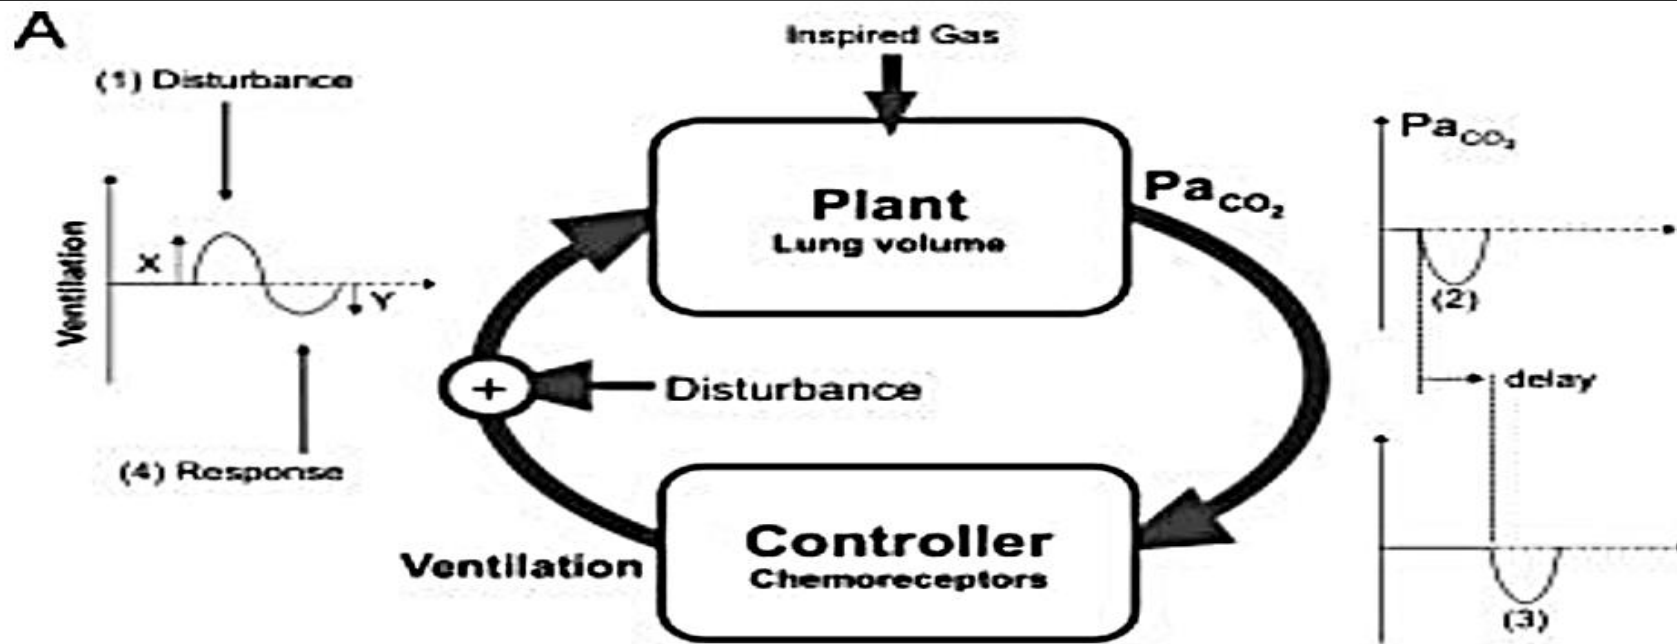 A
Inspired Gas
(1) Disturbance
PaCO₂
Plant
Lung volume
PaCO₂
Ventilation
X
Y
(2)
Disturbance
delay
(4) Response
+
Controller
Chemoreceptors
Ventilation
(3)